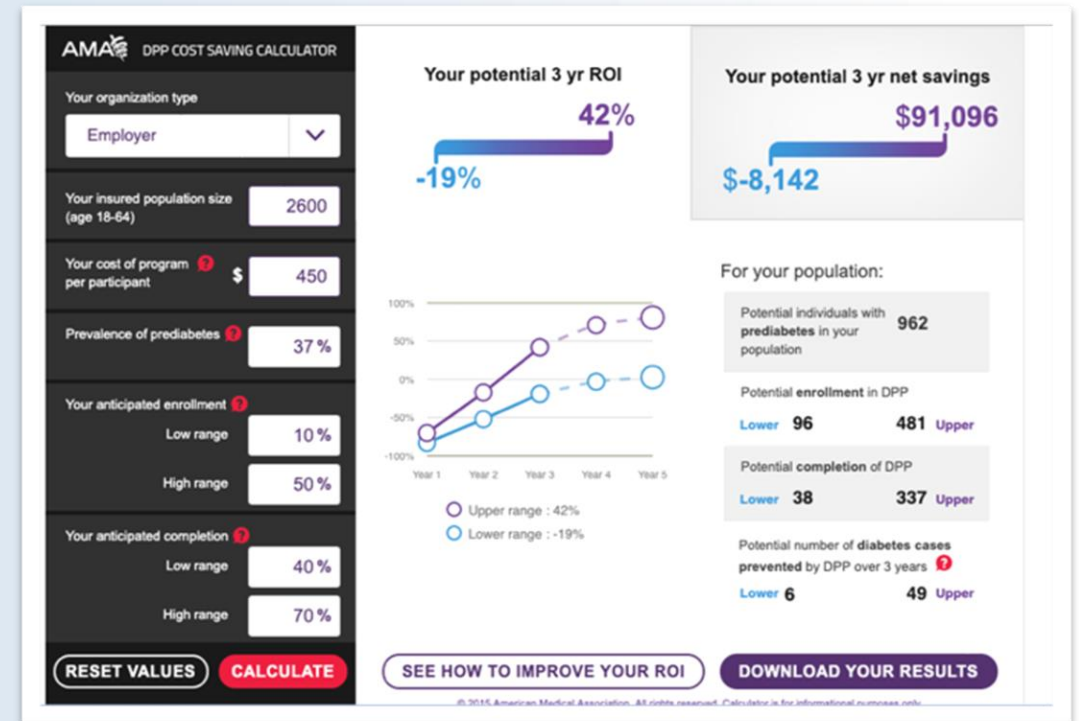 AMA DPP COST SAVING CALCULATOR
Your organization type
Employer
Your insured population size
(age 18-64)
2600
Your cost of program ?
per participant
$ 450
Prevalence of prediabetes ?
37 %
Your anticipated enrollment ?
Low range 10 %
High range 50 %
Your anticipated completion ?
Low range 40 %
High range 70 %
RESET VALUES CALCULATE
Your potential 3 yr ROI
42%
-19%
Your potential 3 yr net savings
$91,096
$-8,142
100%
50%
0%
-50%
-100%
Year 1 Year 2 Year 3 Year 4 Year 5
Upper range : 42%
Lower range : -19%
For your population:
Potential individuals with
prediabetes in your
population
962
Potential enrollment in DPP
Lower 96 481 Upper
Potential completion of DPP
Lower 38 337 Upper
Potential number of diabetes cases
prevented by DPP over 3 years ?
Lower 6 49 Upper
SEE HOW TO IMPROVE YOUR ROI
DOWNLOAD YOUR RESULTS
© 2015 American Medical Association. All rights reserved. Calculator is for informational purposes only